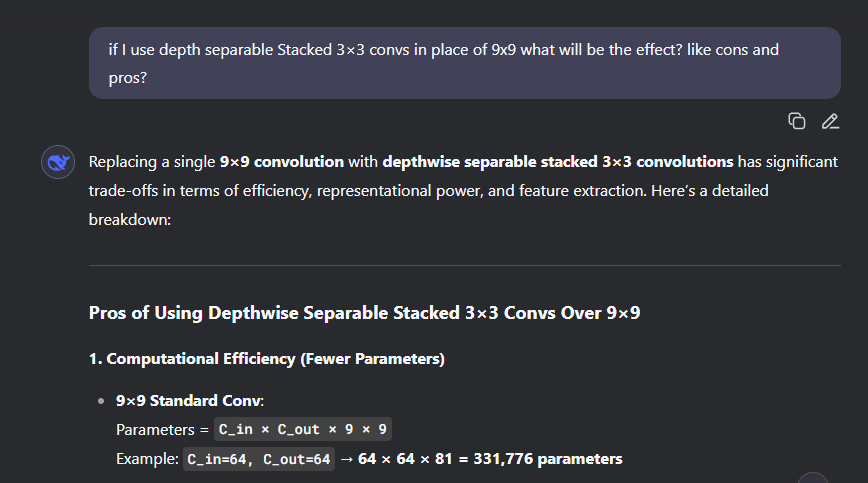 if I use depth separable Stacked 3×3 convs in place of 9x9 what will be the effect? like cons and
pros?
Replacing a single 9×9 convolution with depthwise separable stacked 3×3 convolutions has significant
trade-offs in terms of efficiency, representational power, and feature extraction. Here's a detailed
breakdown:
Pros of Using Depthwise Separable Stacked 3×3 Convs Over 9×9
1. Computational Efficiency (Fewer Parameters)
• 9×9 Standard Conv:
Parameters = C_in × C_out × 9 × 9
Example: C_in=64, C_out=64 → 64 × 64 × 81 = 331,776 parameters